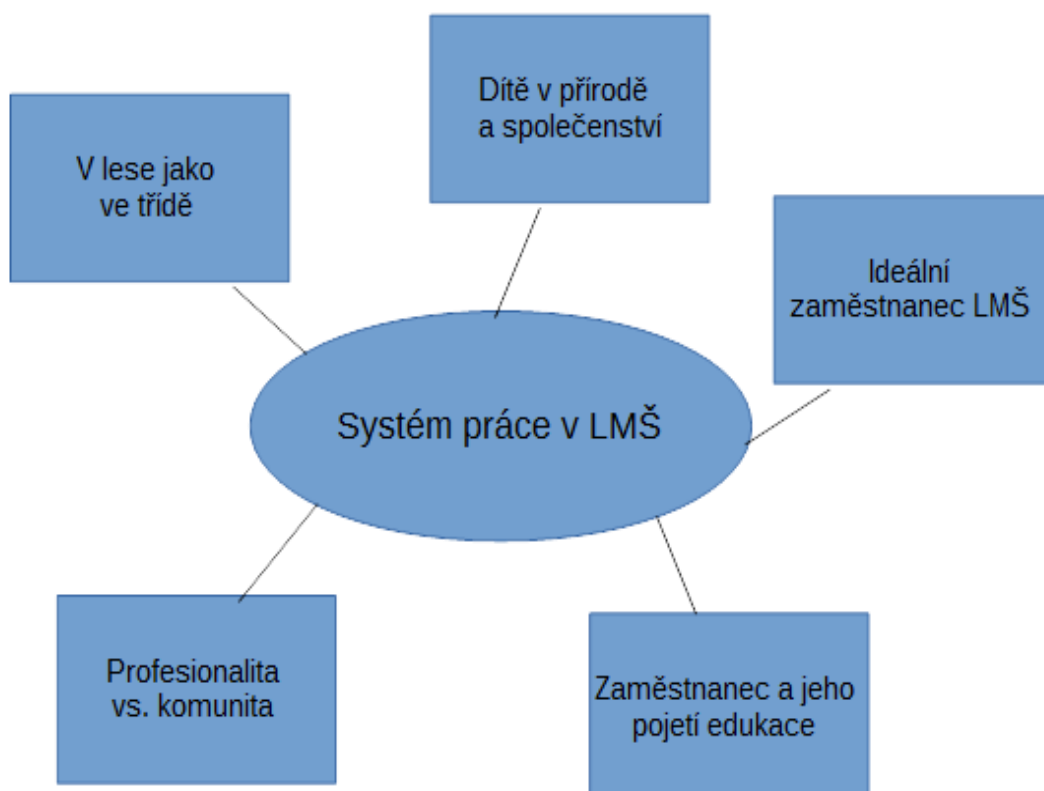 Dítě v přírodě
a společenství
V lese jako
ve třídě
Ideální
zaměstnanec LMŠ
Systém práce v LMŠ
Profesionalita
vs. komunita
Zaměstnanec a jeho
pojetí edukace